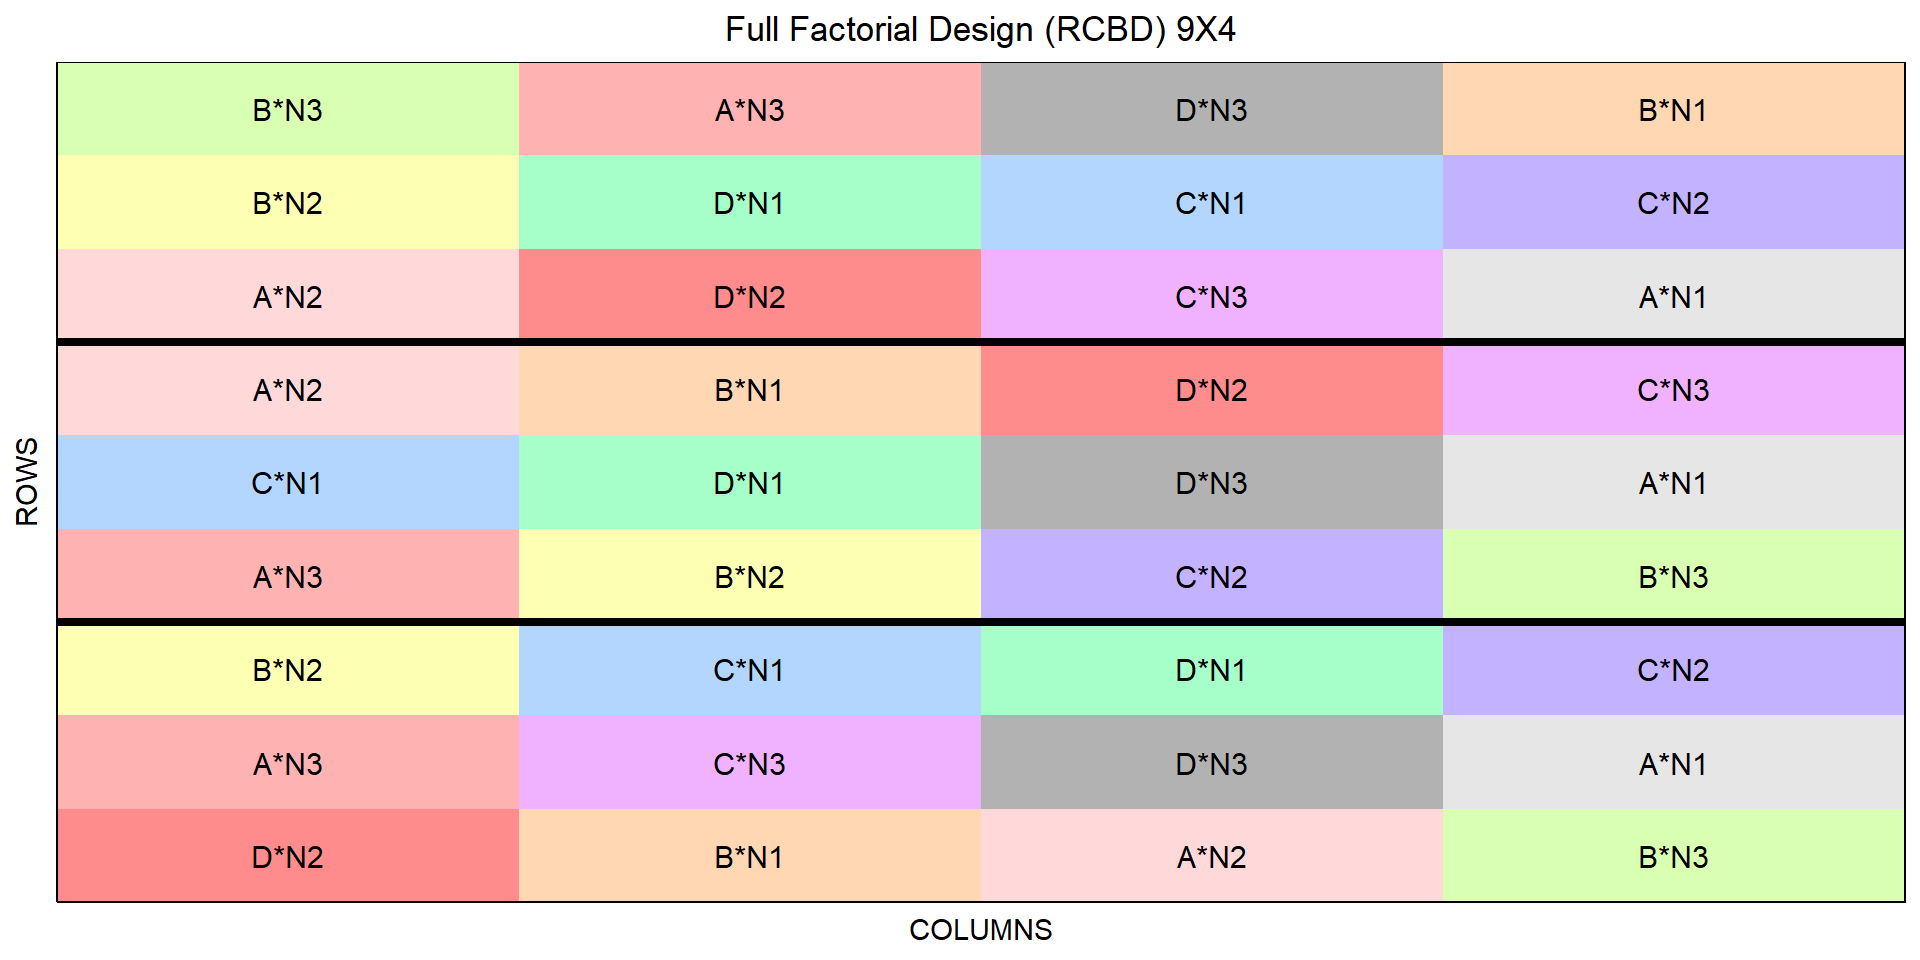 Full Factorial Design (RCBD) 9X4
B*N3 A*N3 D*N3 B*N1
B*N2 D*N1 C*N1 C*N2
A*N2 D*N2 C*N3 A*N1
A*N2 B*N1 D*N2 C*N3
C*N1 D*N1 D*N3 A*N1
A*N3 B*N2 C*N2 B*N3
B*N2 C*N1 D*N1 C*N2
A*N3 C*N3 D*N3 A*N1
D*N2 B*N1 A*N2 B*N3
ROWS
COLUMNS